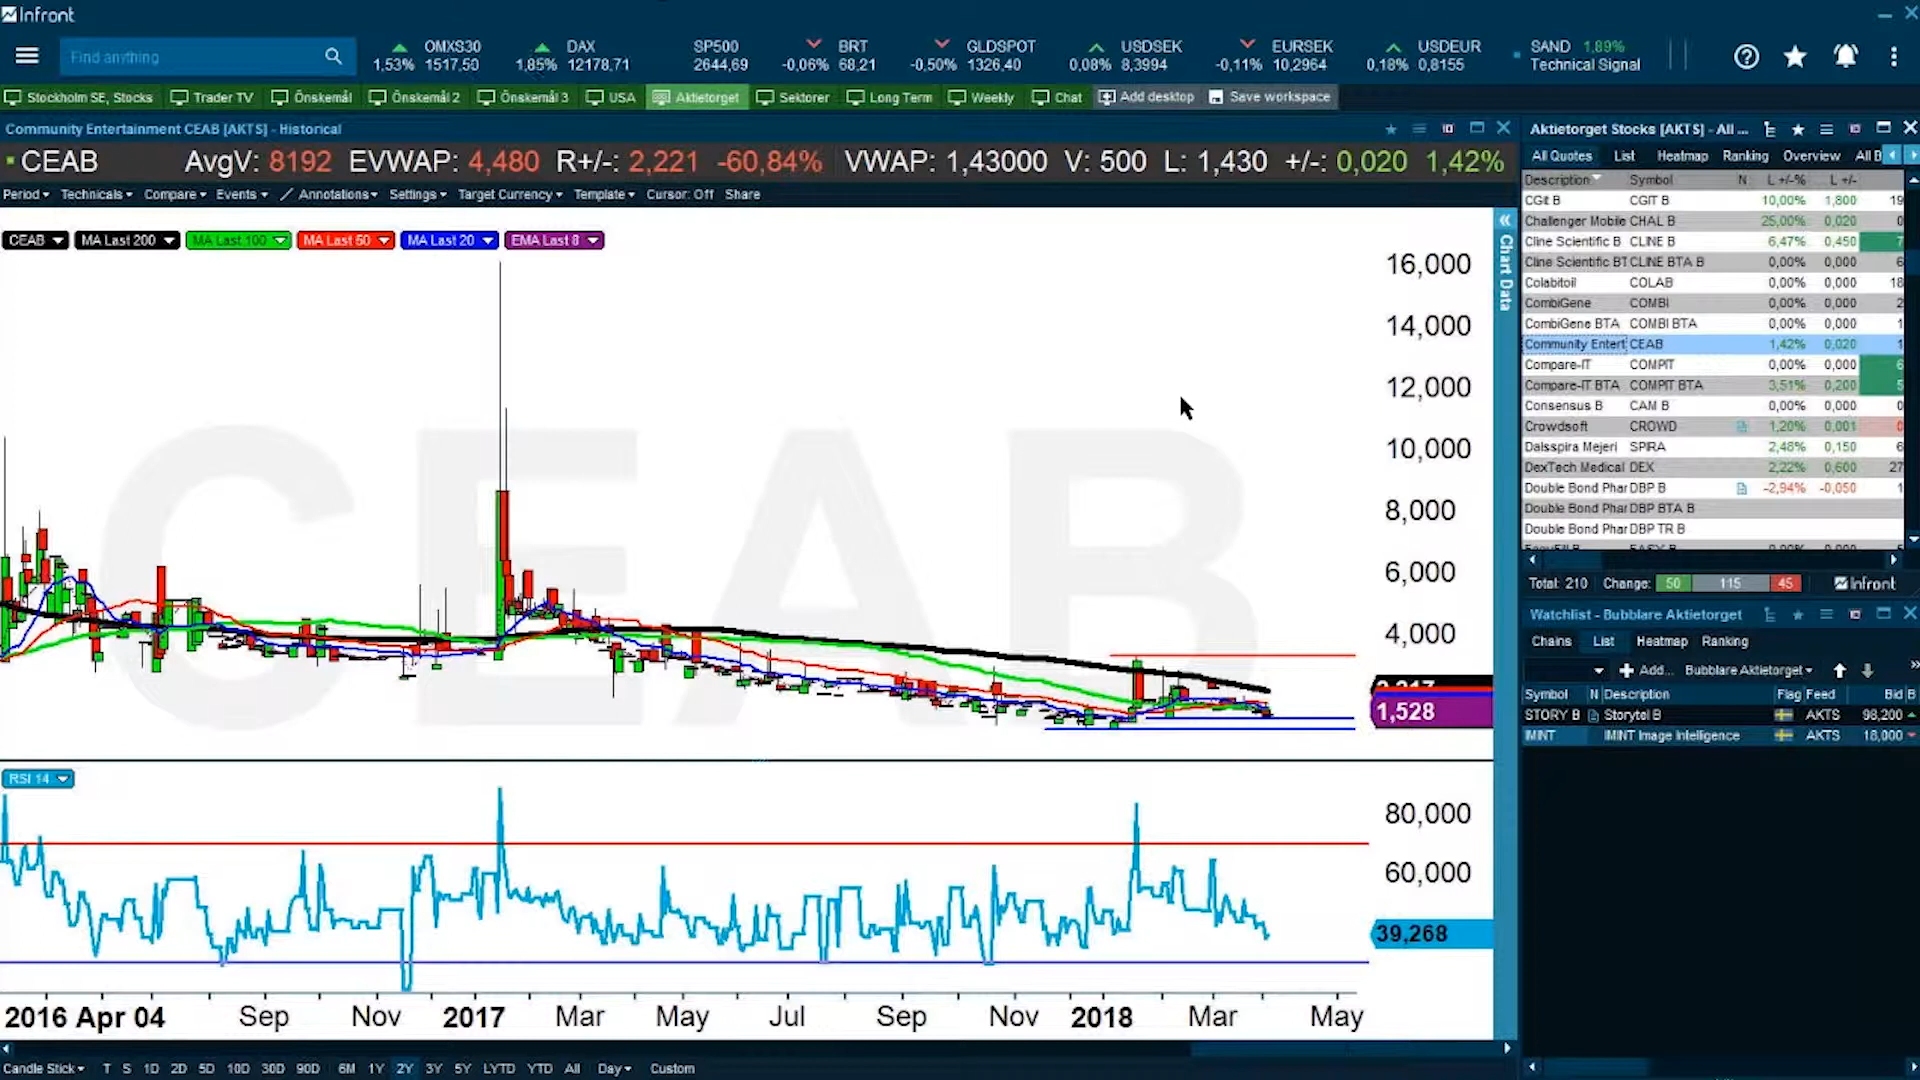 Infront
Find anything
OMXS30
1,53% 1517,50
DAX
1,85% 12178,71
SP500
2644,69
BRT
-0,06% 68,21
GLDSPOT
-0,50% 1326,40
USDSEK
0,08% 8,3994
EURSEK
-0,11% 10,2964
USDEUR
0,18% 0,8155
SAND 1,89%
Technical Signal
Stockholm SE, Stocks Trader TV Önskemål Önskemål 2 Önskemål 3 USA Aktietorget Sektorer Long Term Weekly Chat Add desktop Save workspace
Community Entertainment CEAB [AKTS] - Historical
CEAB AvgV: 8192 EVWAP: 4,480 R+/-: 2,221 -60,84% VWAP: 1,43000 V: 500 L: 1,430 +/-: 0,020 1,42%
Period Technicals Compare Events Annotations Settings Target Currency Template Cursor: Off Share
CEAB MA Last 200 MA Last 100 MA Last 50 MA Last 20 EMA Last 8
CEAB
16,000
14,000
12,000
10,000
8,000
6,000
4,000
1,528
Chart Data
RSI 14
80,000
60,000
39,268
2016 Apr 04 Sep Nov 2017 Mar May Jul Sep Nov 2018 Mar May
Candle Stick T S 1D 2D 5D 10D 30D 90D 6M 1Y 2Y 3Y 5Y LYTD YTD All Day Custom
Aktietorget Stocks [AKTS] - All ...
All Quotes List Heatmap Ranking Overview All B
Description Symbol N L +/-% L +/-
CGit B CGIT B 10,00% 1,800 19
Challenger Mobile CHAL B 25,00% 0,020 0
Cline Scientific B CLINE B 6,47% 0,450 7
Cline Scientific BT CLINE BTA B 0,00% 0,000 6
Colabitoil COLAB 0,00% 0,000 18
CombiGene COMBI 0,00% 0,000 2
CombiGene BTA COMBI BTA 0,00% 0,000 1
Community Entert CEAB 1,42% 0,020 1
Compare-IT COMPIT 0,00% 0,000 6
Compare-IT BTA COMPIT BTA 3,51% 0,200 5
Consensus B CAM B 0,00% 0,000 0
Crowdsoft CROWD 1,20% 0,001 0
Dalsspira Mejeri SPIRA 2,48% 0,150 6
DexTech Medical DEX 2,22% 0,600 27
Double Bond Phar DBP B -2,94% -0,050 1
Double Bond Phar DBP BTA B
Double Bond Phar DBP TR B
Total: 210 Change: 50 115 45 Infront
Watchlist - Bubblare Aktietorget
Chains List Heatmap Ranking
Add... Bubblare Aktietorget
Symbol N Description Flag Feed Bid B
STORY B Storytel B AKTS 98,200
IMINT IMINT Image Intelligence AKTS 18,000